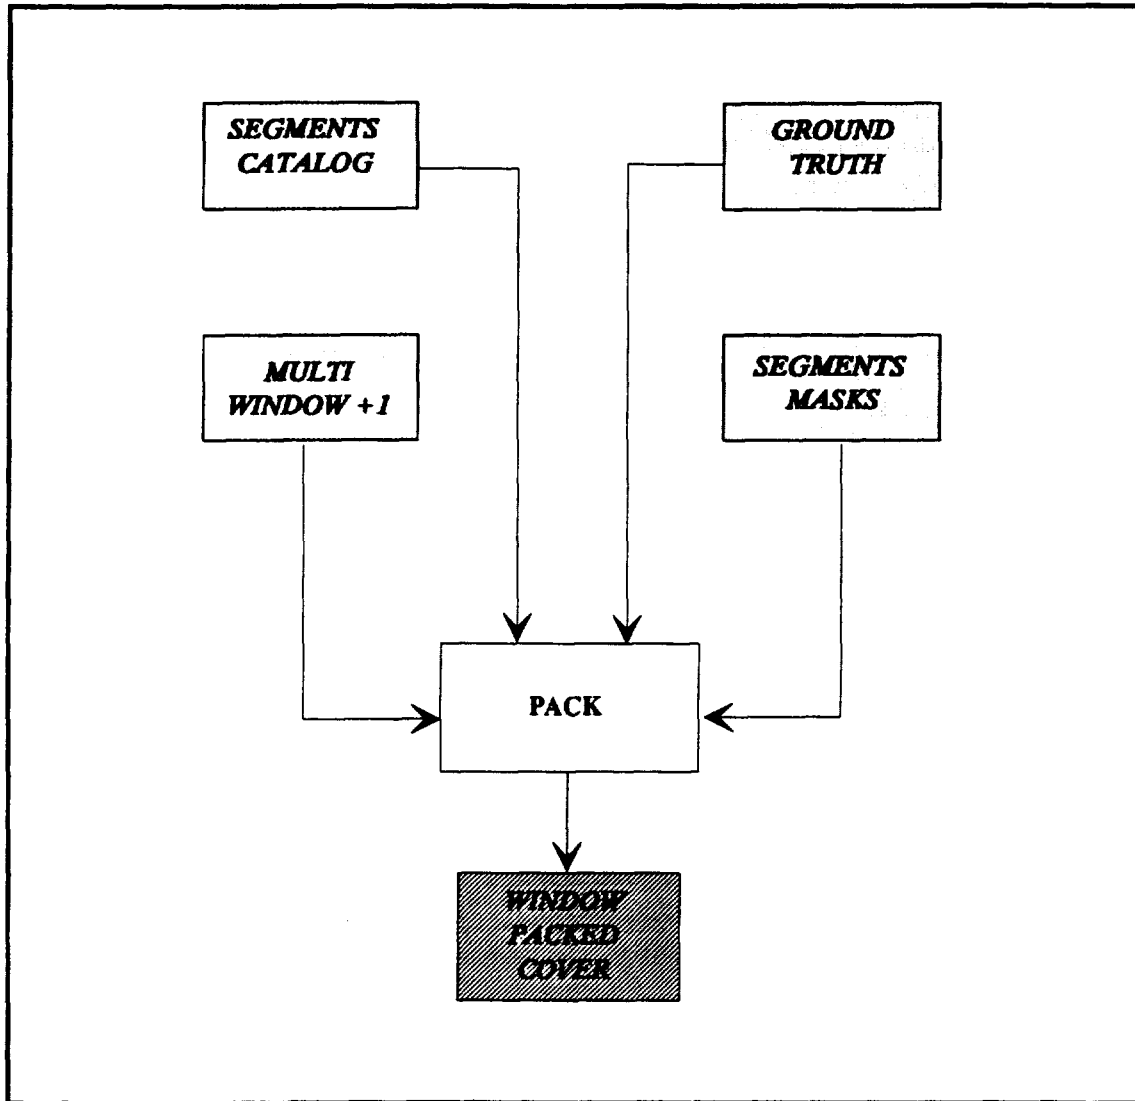 SEGMENTS
CATALOG
GROUND
TRUTH
MULTI
WINDOW +1
SEGMENTS
MASKS
PACK
WINDOW
PACKED
COVER